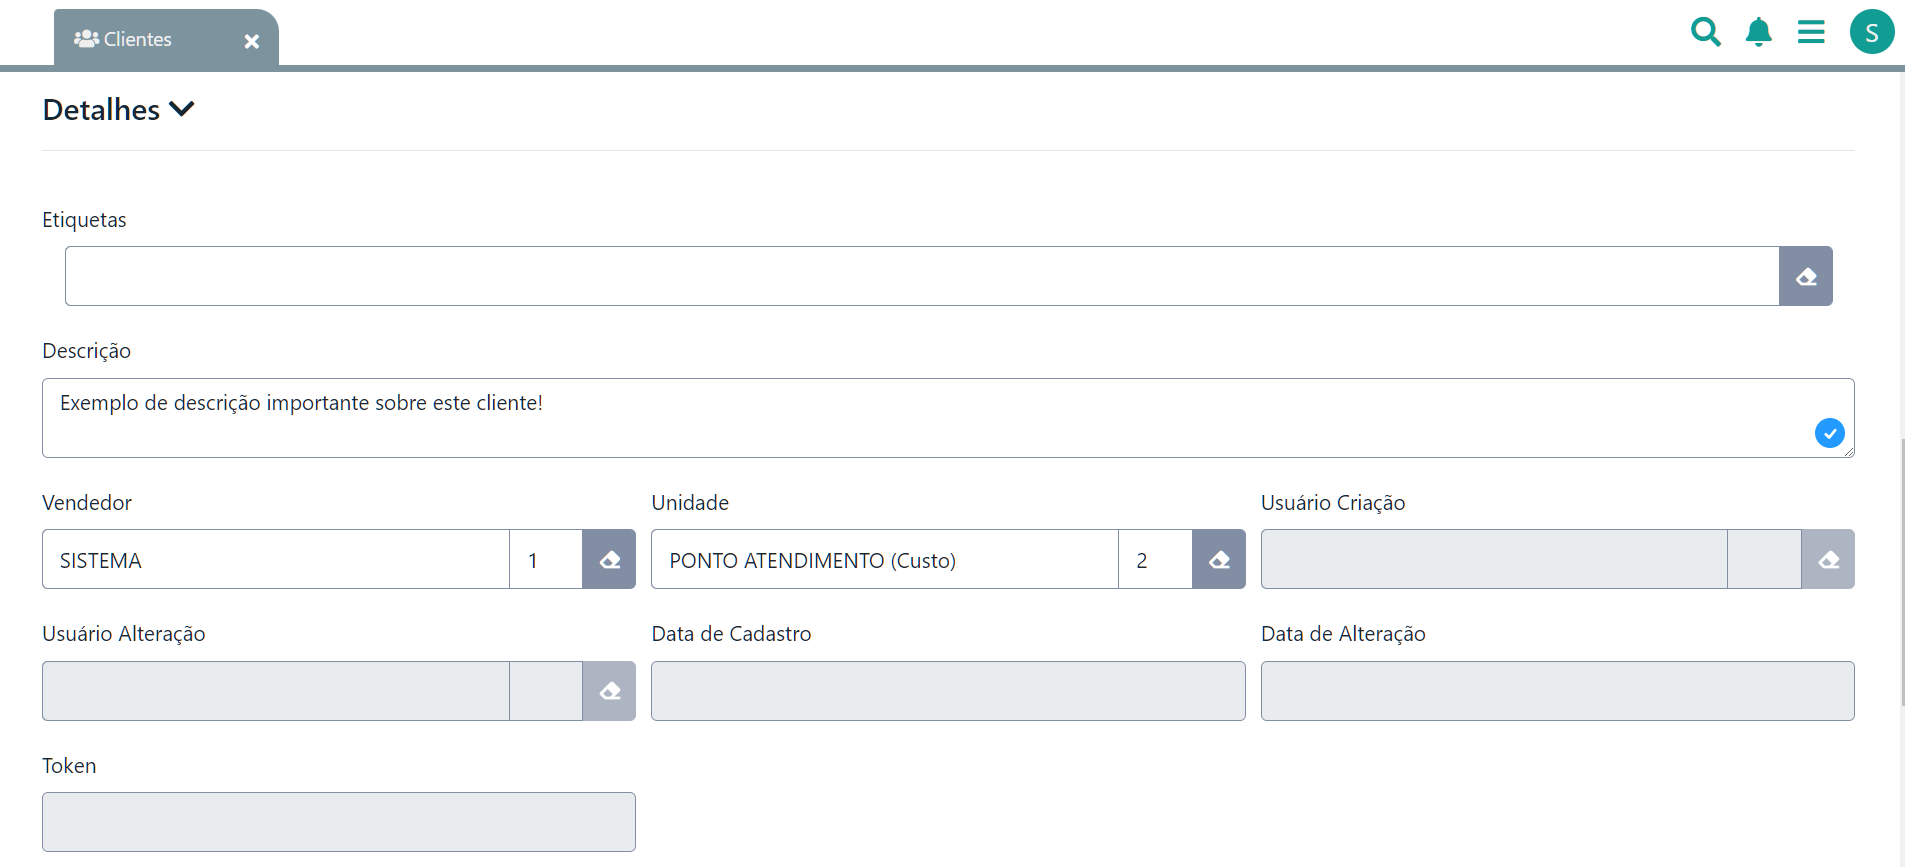 Clientes
S
Detalhes
Etiquetas
Descrição
Exemplo de descrição importante sobre este cliente!
Vendedor
Unidade
Usuário Criação
SISTEMA
1
PONTO ATENDIMENTO (Custo)
2
Usuário Alteração
Data de Cadastro
Data de Alteração
Token